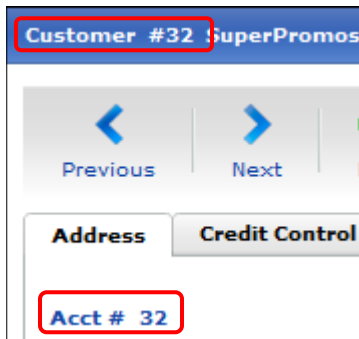 Customer #32 SuperPromos
Previous Next
Address Credit Control
Acct # 32